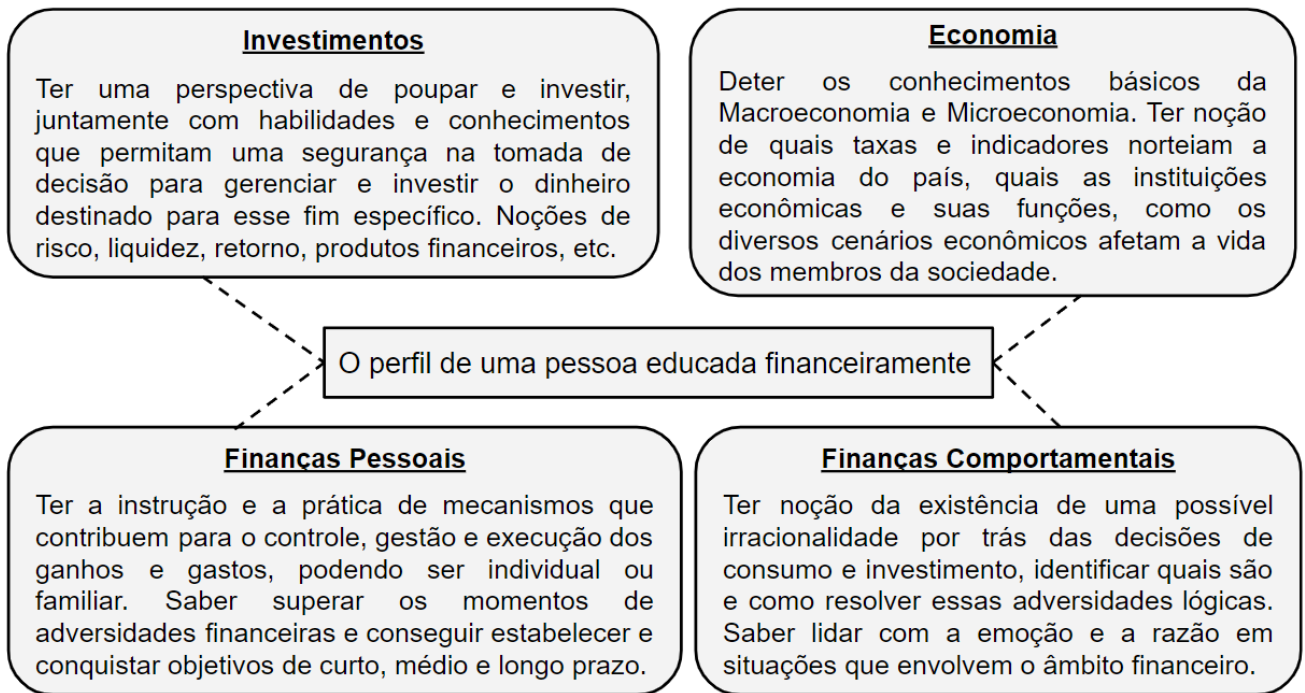 Investimentos
Ter uma perspectiva de poupar e investir,
juntamente com habilidades e conhecimentos
que permitam uma segurança na tomada de
decisão para gerenciar e investir o dinheiro
destinado para esse fim específico. Noções de
risco, liquidez, retorno, produtos financeiros, etc.
Economia
Deter os conhecimentos básicos da
Macroeconomia e Microeconomia. Ter noção
de quais taxas e indicadores norteiam a
economia do país, quais as instituições
econômicas e suas funções, como os
diversos cenários econômicos afetam a vida
dos membros da sociedade.
O perfil de uma pessoa educada financeiramente
Finanças Pessoais
Ter a instrução e a prática de mecanismos que
contribuem para o controle, gestão e execução dos
ganhos e gastos, podendo ser individual ou
familiar. Saber superar os momentos de
adversidades financeiras e conseguir estabelecer e
conquistar objetivos de curto, médio e longo prazo.
Finanças Comportamentais
Ter noção da existência de uma possível
irracionalidade por trás das decisões de
consumo e investimento, identificar quais são
e como resolver essas adversidades lógicas.
Saber lidar com a emoção e a razão em
situações que envolvem o âmbito financeiro.